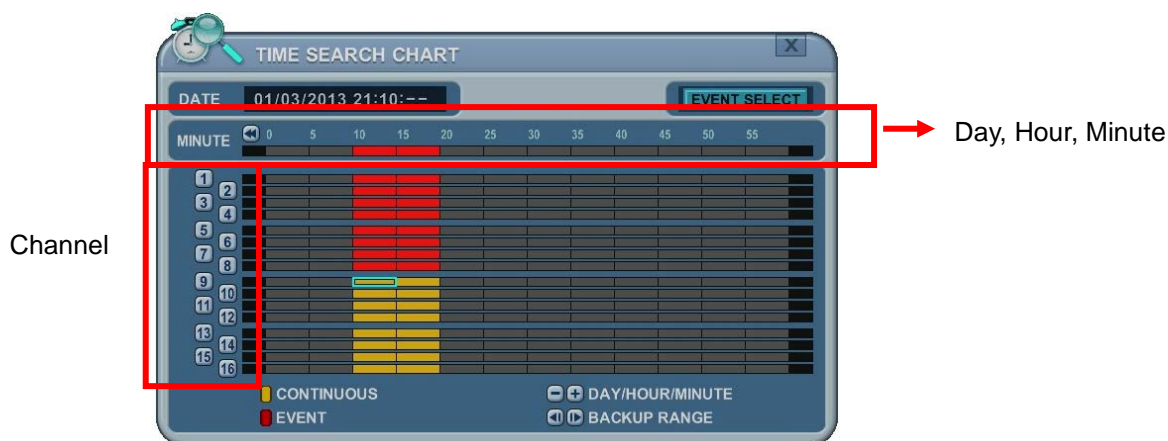 TIME SEARCH CHART X
DATE 01/03/2013 21:10:--
EVENT SELECT
MINUTE 0 5 10 15 20 25 30 35 40 45 50 55
Day, Hour, Minute
Channel
1
2
3
4
5
6
7
8
9
10
11
12
13
14
15
16
CONTINUOUS
- + DAY/HOUR/MINUTE
EVENT
BACKUP RANGE